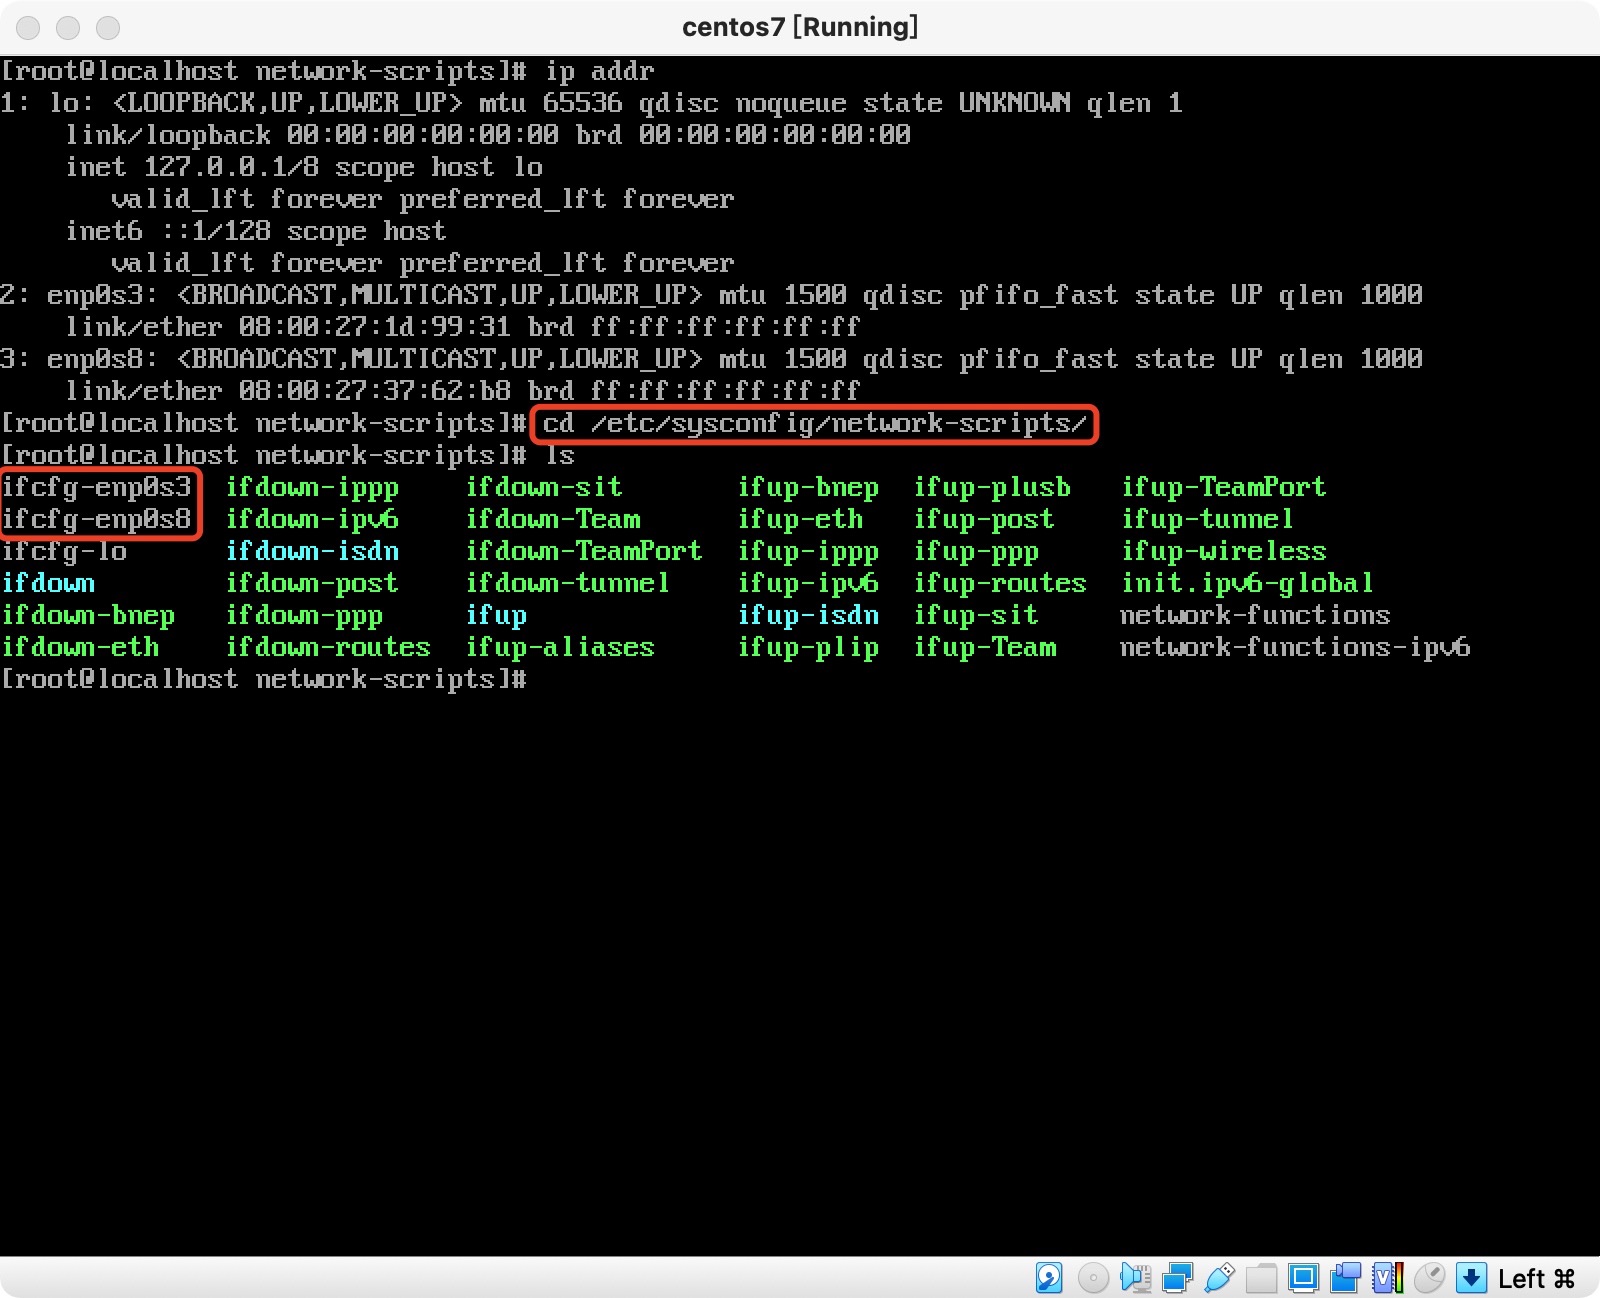 centos7 [Running]
[root@localhost network-scripts]# ip addr
1: lo: <LOOPBACK,UP,LOWER_UP> mtu 65536 qdisc noqueue state UNKNOWN qlen 1
    link/loopback 00:00:00:00:00:00 brd 00:00:00:00:00:00
    inet 127.0.0.1/8 scope host lo
       valid_lft forever preferred_lft forever
    inet6 ::1/128 scope host
       valid_lft forever preferred_lft forever
2: enp0s3: <BROADCAST,MULTICAST,UP,LOWER_UP> mtu 1500 qdisc pfifo_fast state UP qlen 1000
    link/ether 08:00:27:1d:99:31 brd ff:ff:ff:ff:ff:ff
3: enp0s8: <BROADCAST,MULTICAST,UP,LOWER_UP> mtu 1500 qdisc pfifo_fast state UP qlen 1000
    link/ether 08:00:27:37:62:b8 brd ff:ff:ff:ff:ff:ff
[root@localhost network-scripts]# cd /etc/sysconfig/network-scripts/
[root@localhost network-scripts]# ls
ifcfg-enp0s3  ifdown-ippp    ifdown-sit      ifup-bnep  ifup-plusb   ifup-TeamPort
ifcfg-enp0s8  ifdown-ipv6    ifdown-Team     ifup-eth   ifup-post    ifup-tunnel
ifcfg-lo      ifdown-isdn    ifdown-TeamPort ifup-ippp  ifup-ppp     ifup-wireless
ifdown        ifdown-post    ifdown-tunnel   ifup-ipv6  ifup-routes  init.ipv6-global
ifdown-bnep   ifdown-ppp     ifup            ifup-isdn  ifup-sit     network-functions
ifdown-eth    ifdown-routes  ifup-aliases    ifup-plip  ifup-Team    network-functions-ipv6
[root@localhost network-scripts]#
Left ⌘